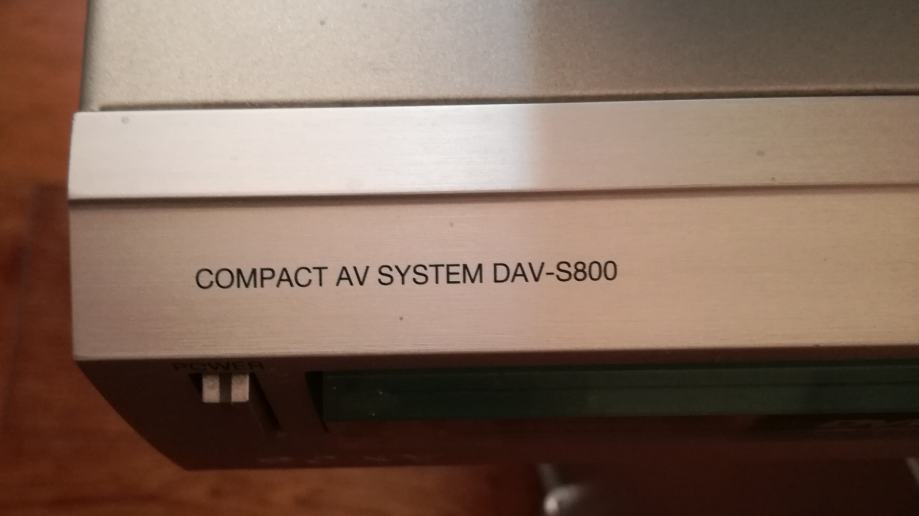 COMPACT AV SYSTEM DAV-S800
POWER